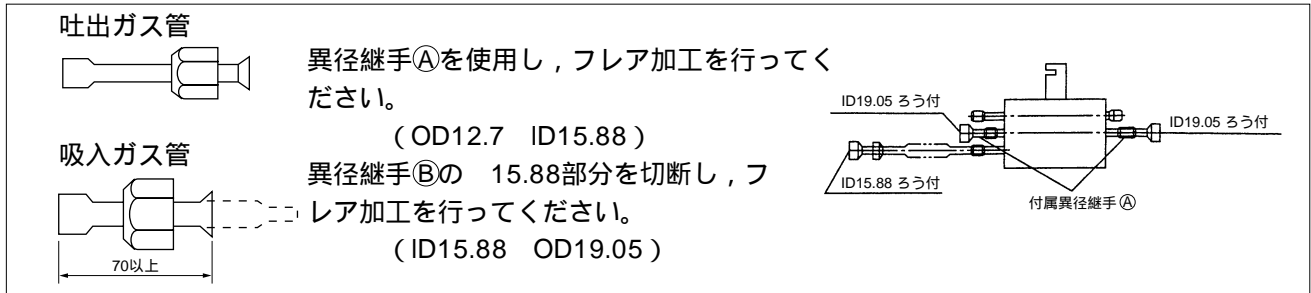 吐出ガス管
異径継手Ⓐを使用し，フレア加工を行ってく
ださい。
（OD12.7　ID15.88）
吸入ガス管
異径継手Ⓑの　15.88部分を切断し，フ
レア加工を行ってください。
（ID15.88　OD19.05）
70以上
ID19.05 ろう付
ID19.05 ろう付
ID15.88 ろう付
付属異径継手Ⓐ